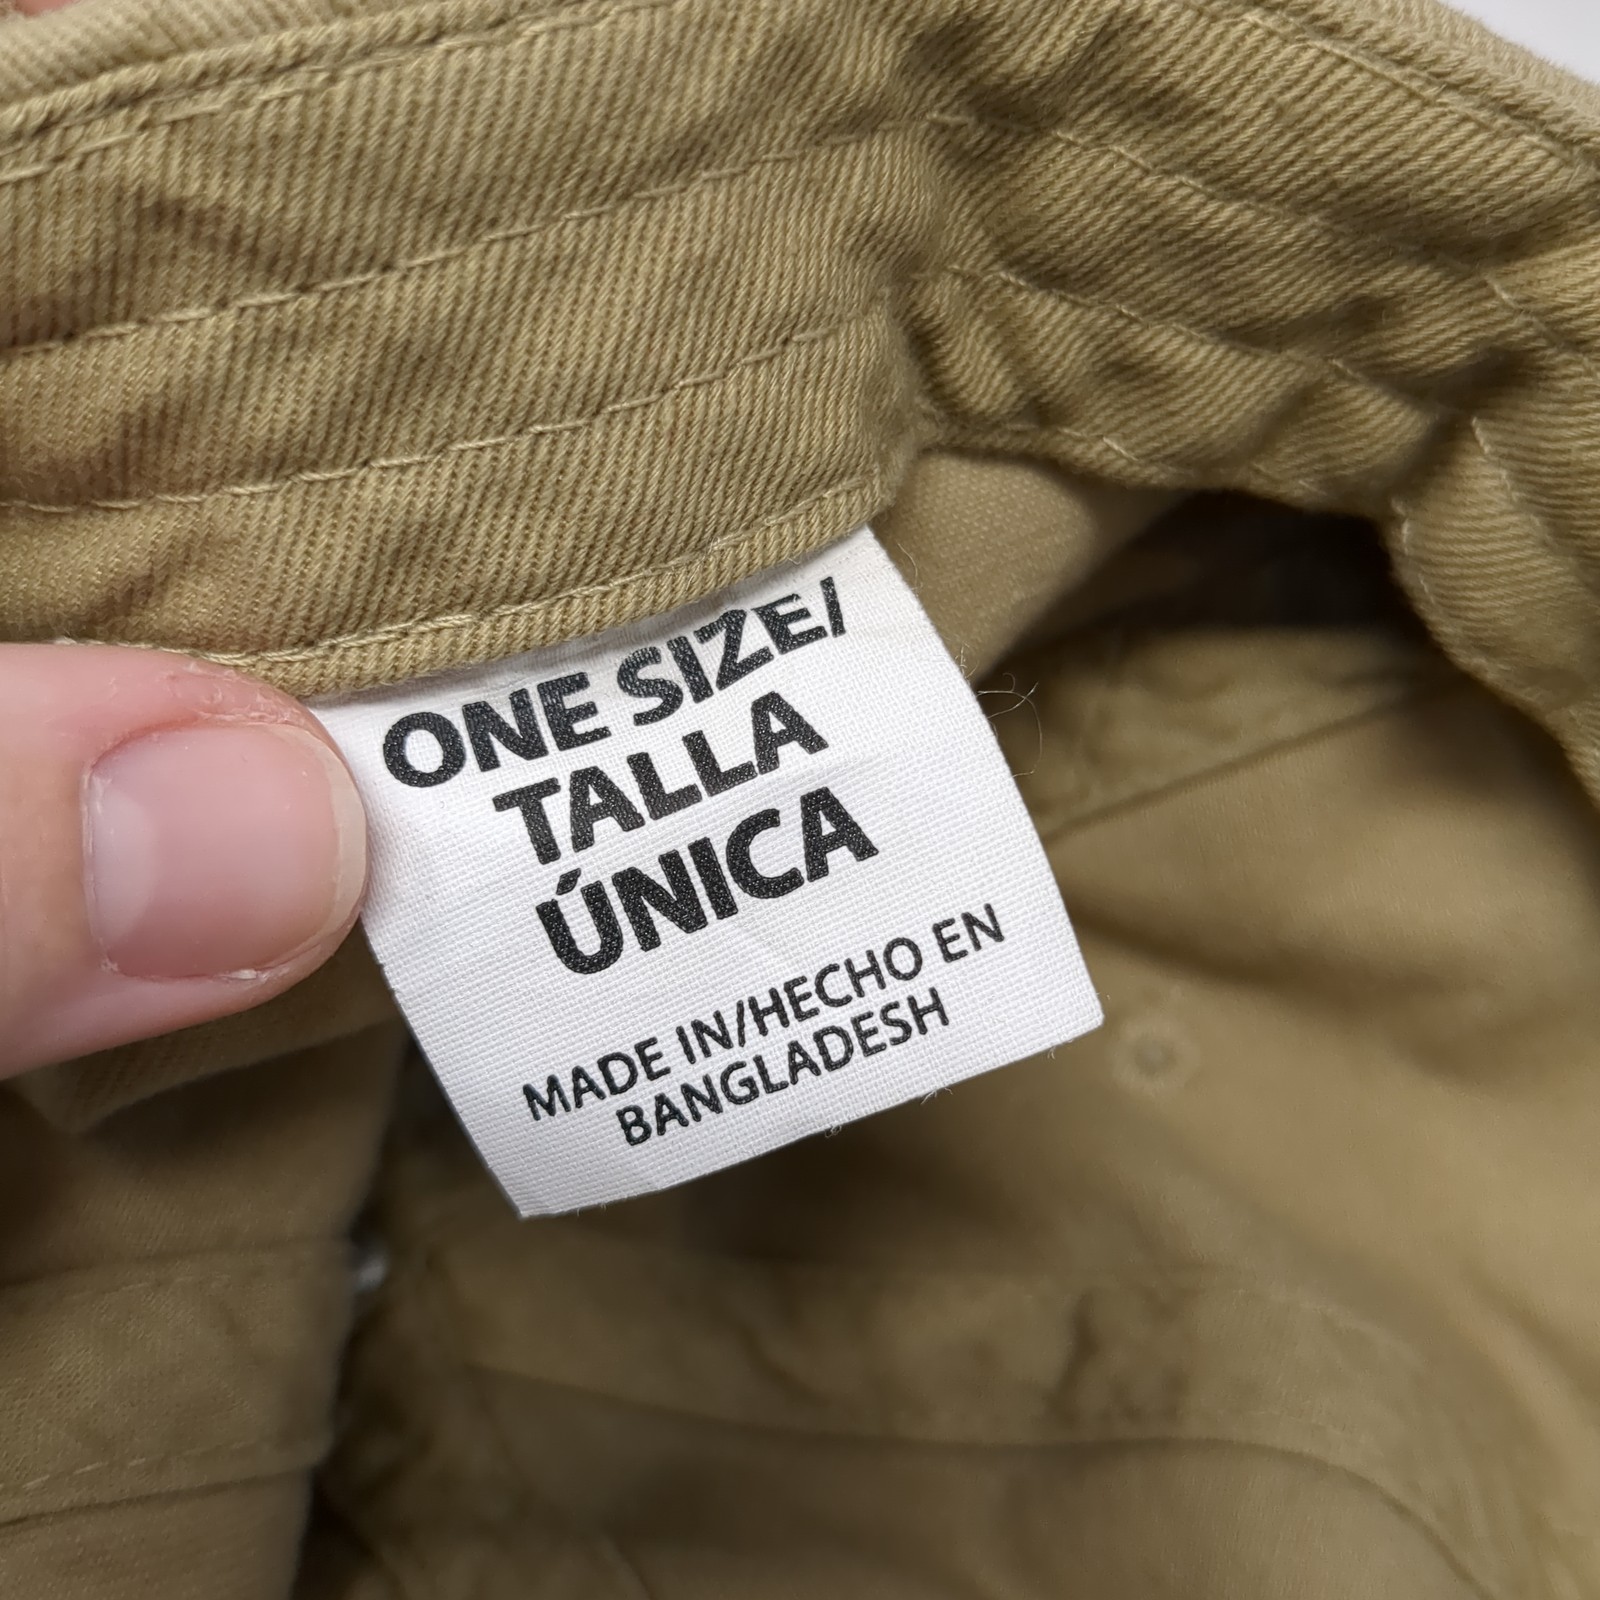 ONE SIZE/
TALLA
ÚNICA
MADE IN/HECHO EN
BANGLADESH